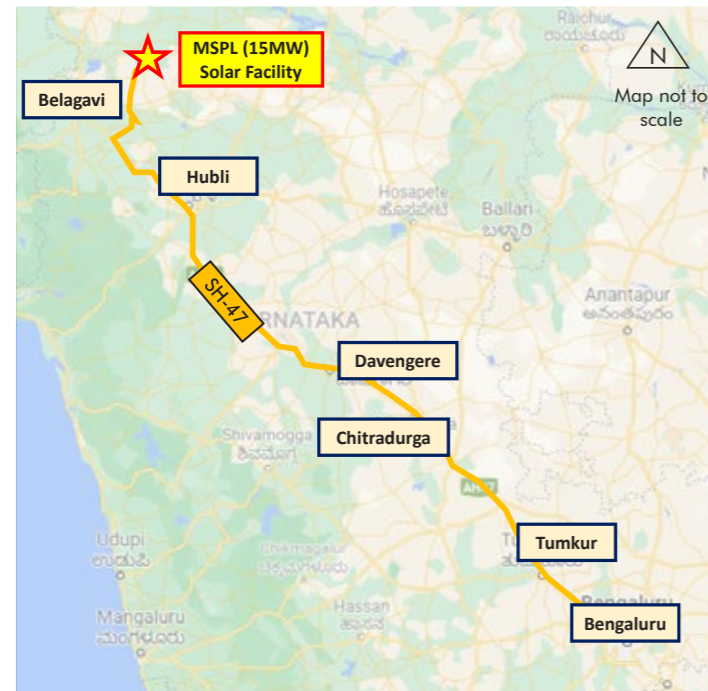 Raichur
ರಾಯಚೂರು
MSPL (15MW)
Solar Facility
N
Map not to
scale
Belagavi
Hubli
Hosapete
ಹೊಸಪೇಟೆ
Ballari
ಬಳ್ಳಾರಿ
SH-47
RNATAKA
Anantapur
అనంతపురం
Davengere
Chitradurga
Shivamogga
ಶಿವಮೊಗ್ಗ
Udupi
ಉಡುಪಿ
Chikmagalur
ಚಿಕ್ಕಮಗಳೂರು
Tumkur
Hassan
ಹಾಸನ
Mangaluru
ಮಂಗಳೂರು
Bengaluru